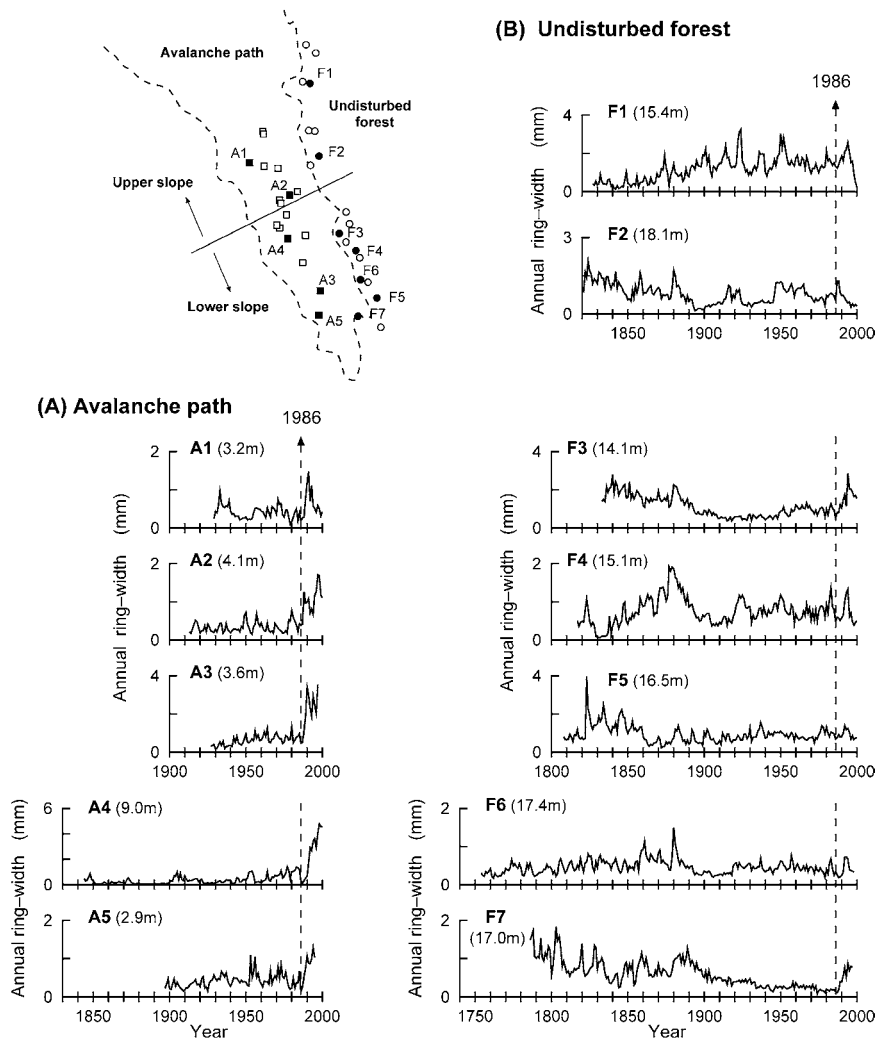 (B) Undisturbed forest
Avalanche path
F1
Undisturbed
forest
A1
F2
Upper slope
A2
F3
A4
F4
F6
Lower slope
A3
F5
A5
F7
1986
Annual ring–width (mm)
F1 (15.4m)
4
2
0
F2 (18.1m)
3
0
1850
1900
1950
2000
(A) Avalanche path
1986
Annual ring–width (mm)
A1 (3.2m)
2
0
A2 (4.1m)
2
0
A3 (3.6m)
4
2
0
1900
1950
2000
Annual ring–width (mm)
A4 (9.0m)
6
0
A5 (2.9m)
2
0
1850
1900
1950
2000
Year
Annual ring–width (mm)
F3 (14.1m)
4
0
F4 (15.1m)
2
0
F5 (16.5m)
4
2
0
1800
1850
1900
1950
2000
Annual ring–width (mm)
F6 (17.4m)
2
0
F7
(17.0m)
2
0
1750
1800
1850
1900
1950
2000
Year